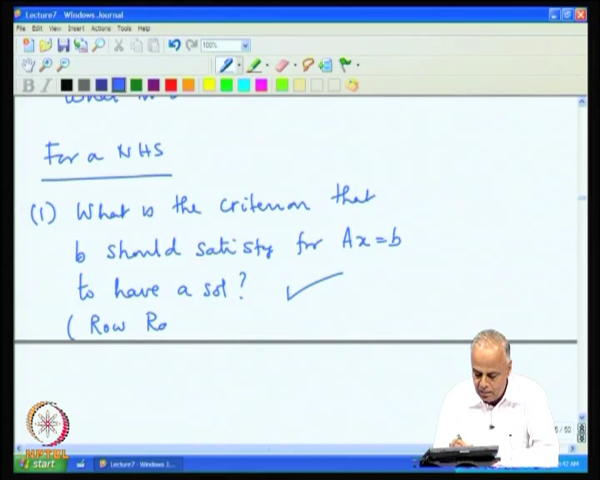 Lecture7 - Windows Journal
File Edit View Insert Actions Tools Help
100%
B I
For a NHS
(1) What is the criterion that
b should satisfy for Ax=b
to have a sol?
( Row Ro
NPTEL
start
Lecture7 - Windows J...